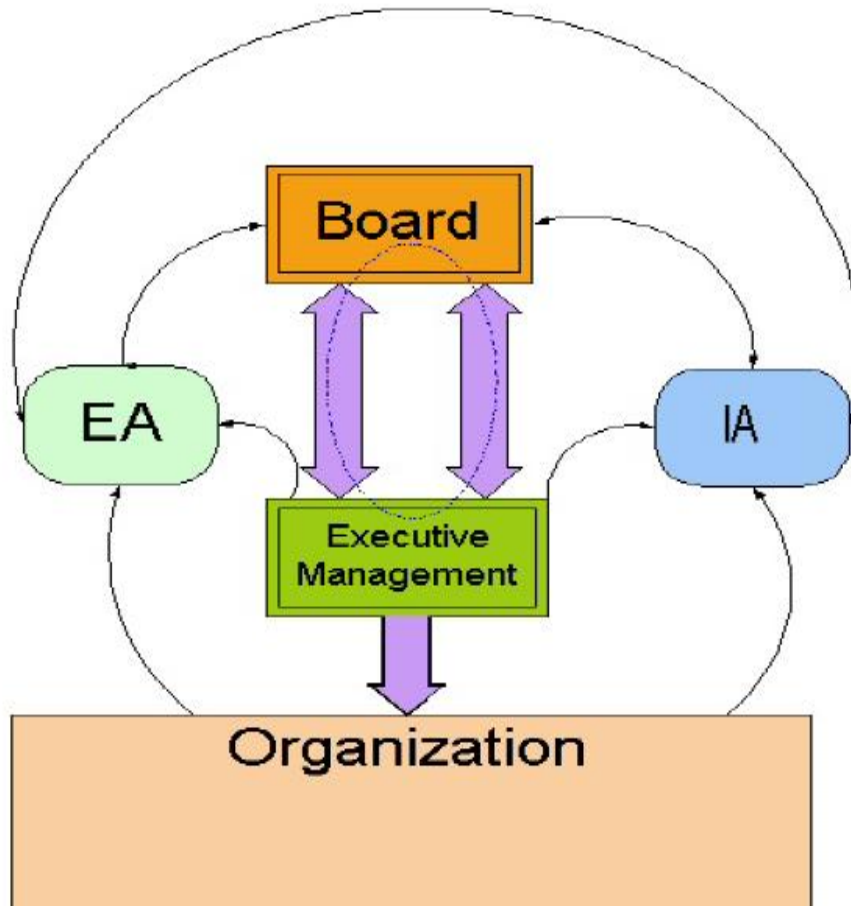 Board
EA
IA
Executive
Management
Organization